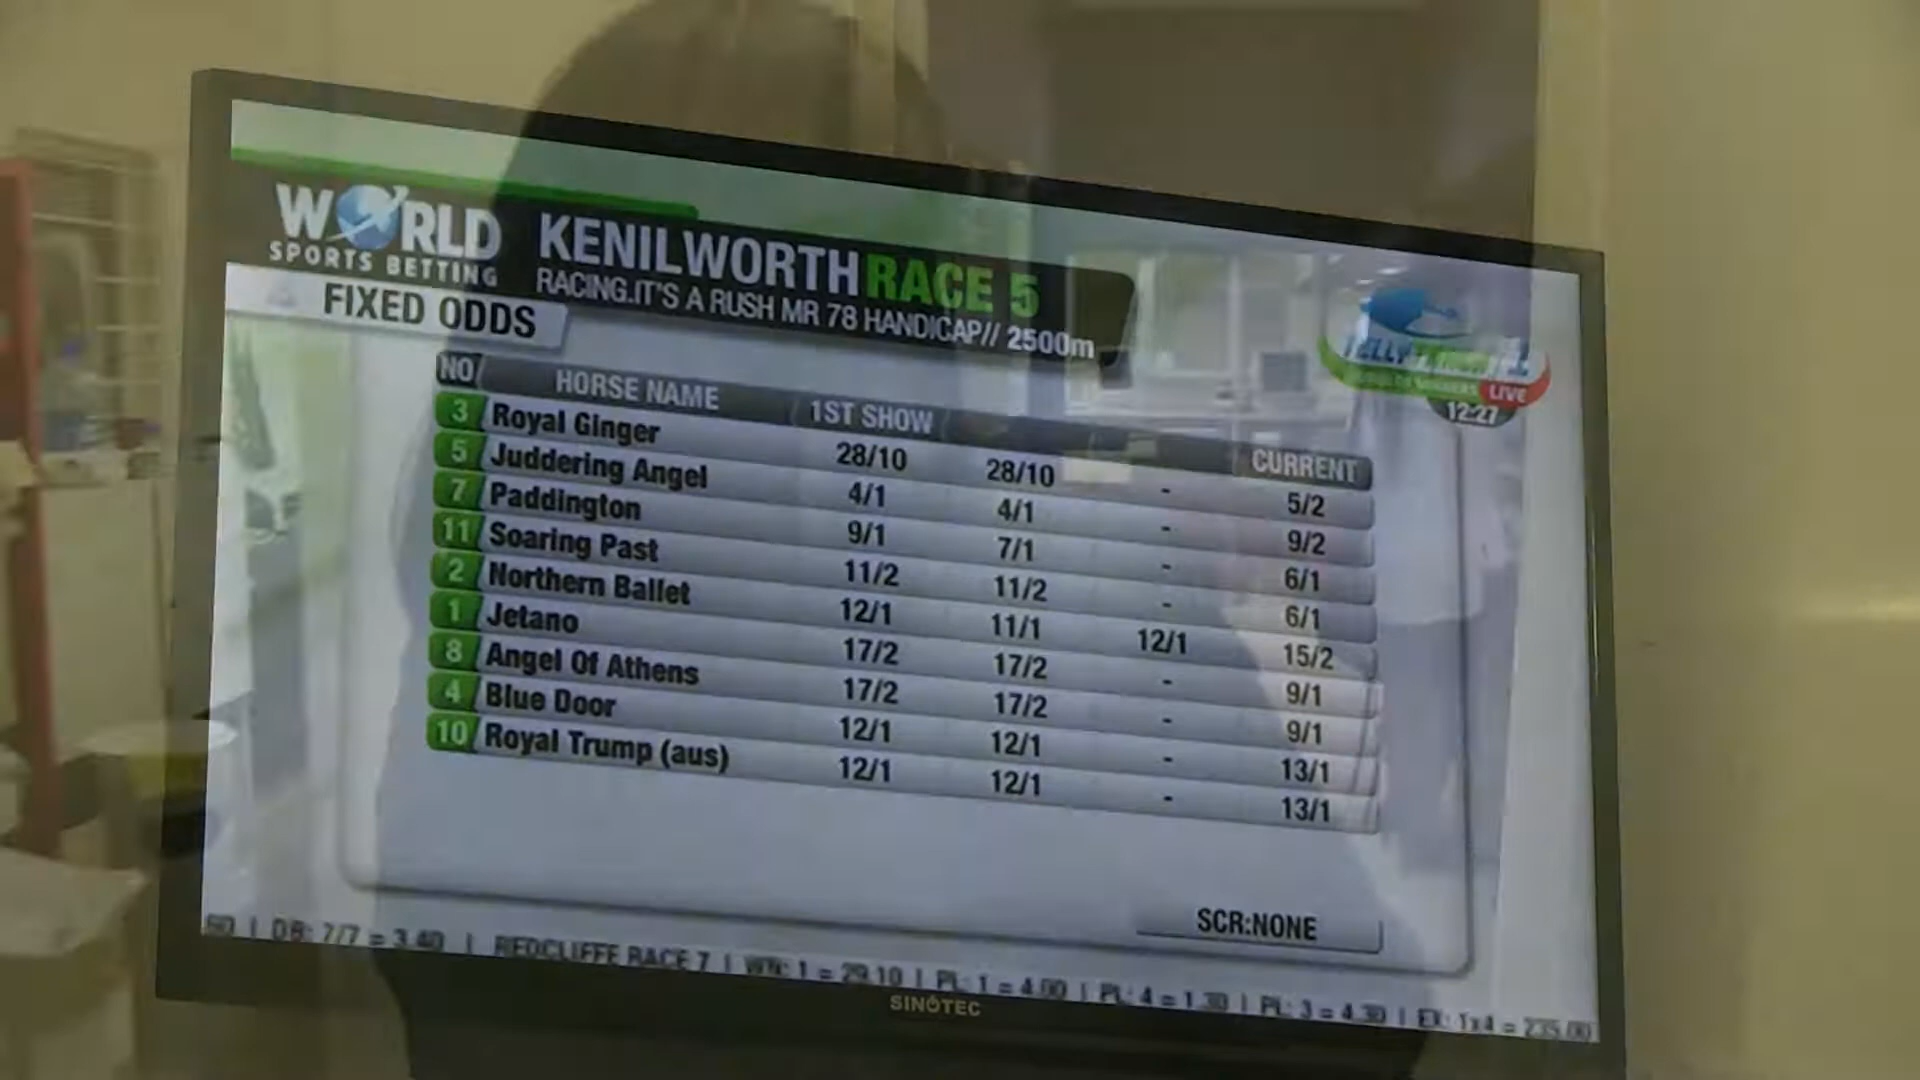 WORLD
SPORTS BETTING
KENILWORTH RACE 5
RACING.IT'S A RUSH MR 78 HANDICAP// 2500m
FIXED ODDS
LIVE
12:27
NO HORSE NAME 1ST SHOW CURRENT
3 Royal Ginger 28/10 28/10 - 5/2
5 Juddering Angel 4/1 4/1 - 9/2
7 Paddington 9/1 7/1 - 6/1
11 Soaring Past 11/2 11/2 - 6/1
2 Northern Ballet 12/1 11/1 12/1 15/2
1 Jetano 17/2 17/2 - 9/1
8 Angel Of Athens 17/2 17/2 - 9/1
4 Blue Door 12/1 12/1 - 13/1
10 Royal Trump (aus) 12/1 12/1 - 13/1
SCR:NONE
60 | DB: 7/7 = 3.40 | REDCLIFFE RACE 7 | WN: 1 = 29.10 | PL: 1 = 4.00 | PL: 4 = 1.30 | PL: 3 = 4.30 | EX: 1x4 = 235.00
SINOTEC